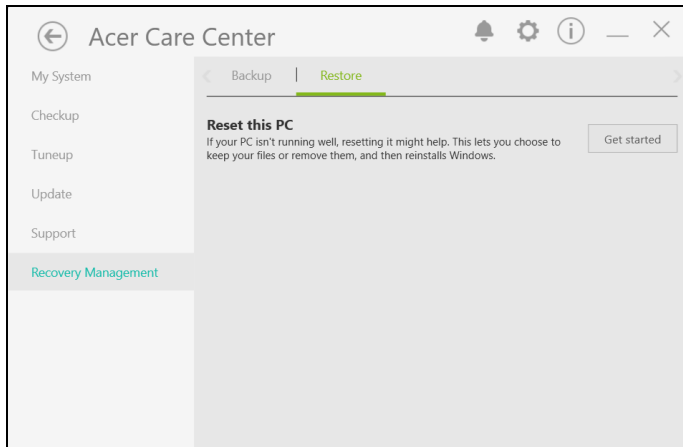 Acer Care Center
My System
Checkup
Tuneup
Update
Support
Recovery Management
Backup | Restore
Reset this PC
If your PC isn't running well, resetting it might help. This lets you choose to
keep your files or remove them, and then reinstalls Windows.
Get started